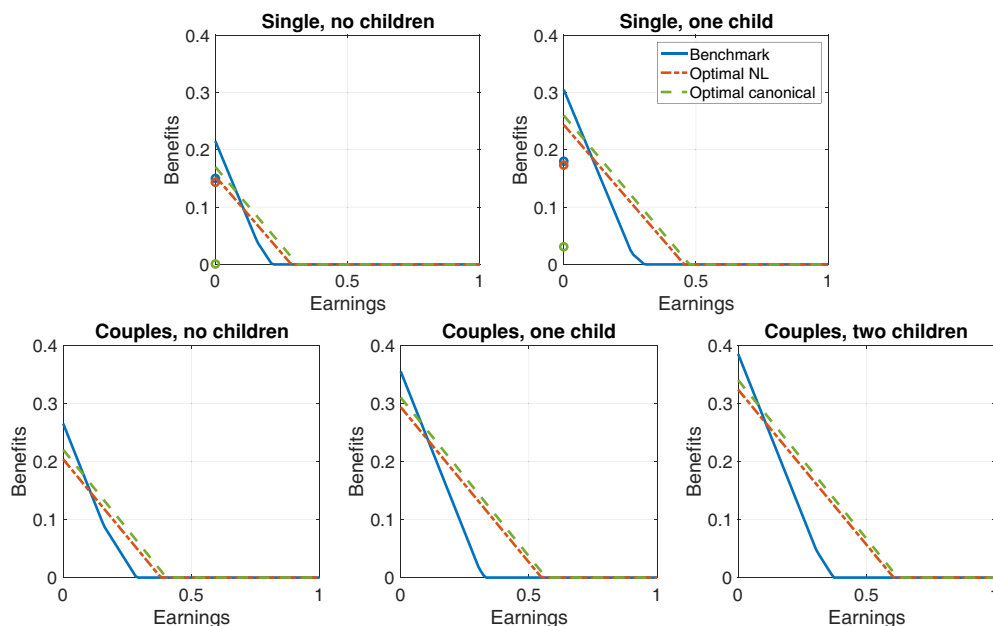 Single, no children
Single, one child
0.4
0.3
0.2
0.1
0
Benefits
0
0.5
1
Earnings
0.4
0.3
0.2
0.1
0
Benefits
0
0.5
1
Earnings
Benchmark
Optimal NL
Optimal canonical
Couples, no children
Couples, one child
Couples, two children
0.4
0.3
0.2
0.1
0
Benefits
0
0.5
1
Earnings
0.4
0.3
0.2
0.1
0
Benefits
0
0.5
1
Earnings
0.4
0.3
0.2
0.1
0
Benefits
0
0.5
1
Earnings